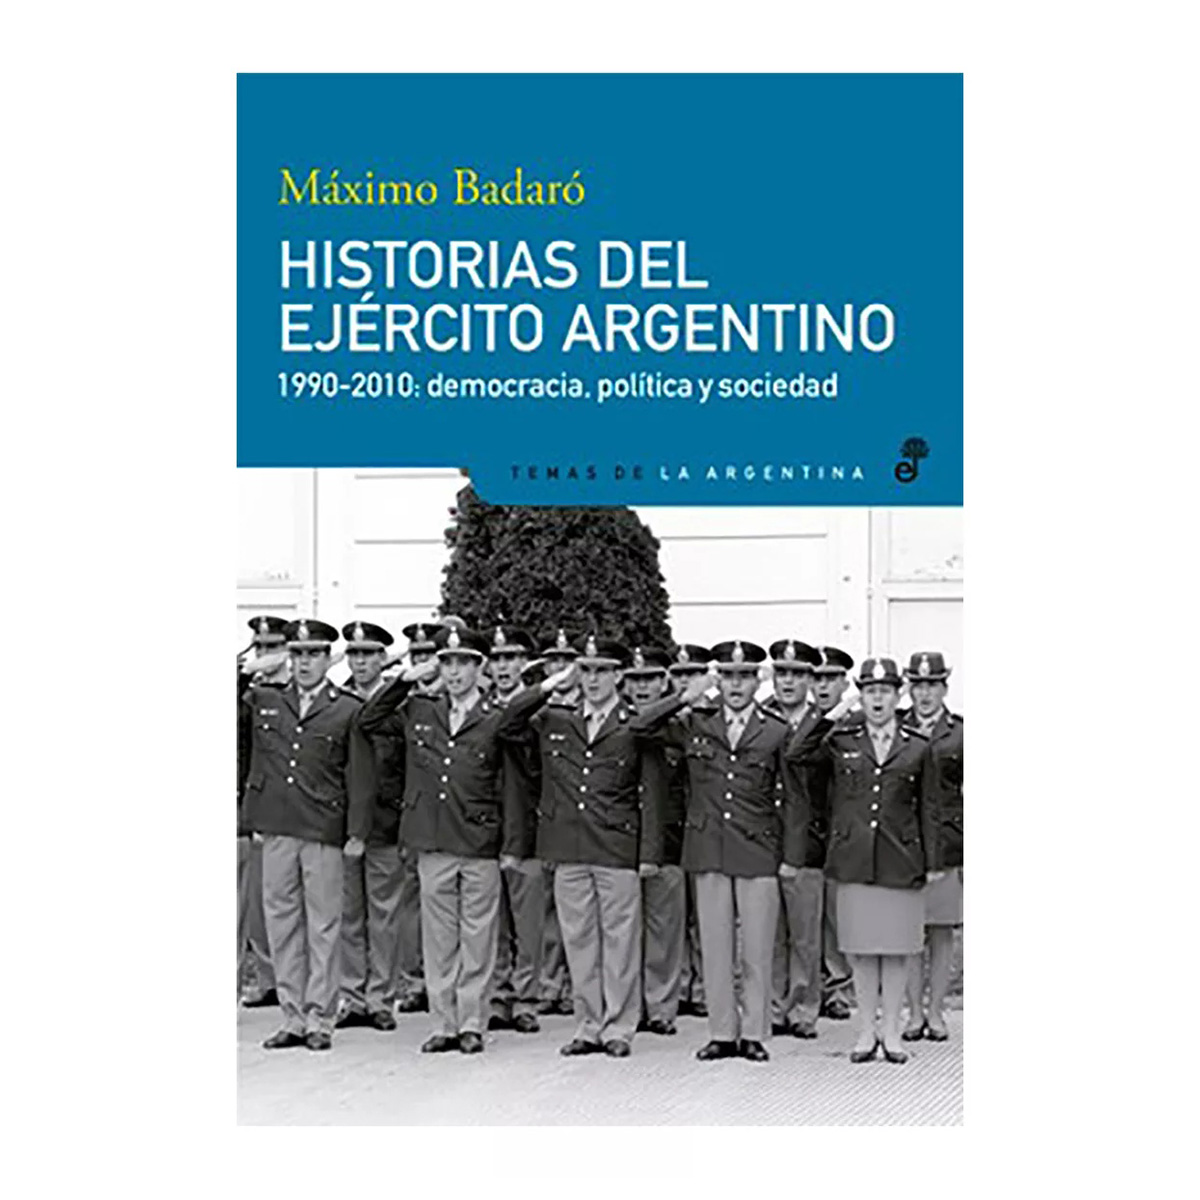 Máximo Badaró
HISTORIAS DEL
EJÉRCITO ARGENTINO
1990-2010: democracia, política y sociedad
TEMAS DE LA ARGENTINA